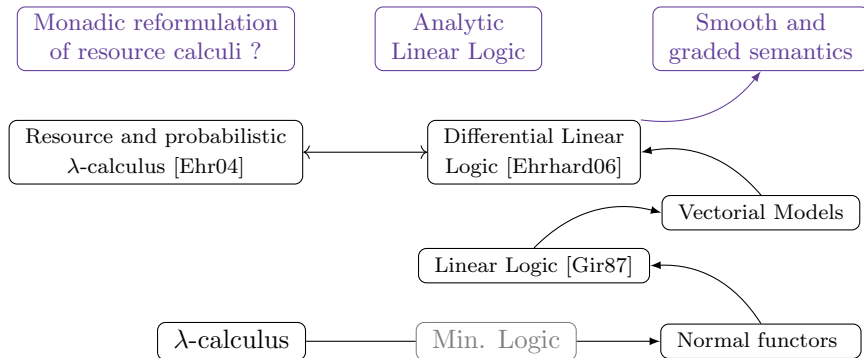 Monadic reformulation
of resource calculi ?
Analytic
Linear Logic
Smooth and
graded semantics
Resource and probabilistic
λ-calculus [Ehr04]
Differential Linear
Logic [Ehrhard06]
Vectorial Models
Linear Logic [Gir87]
λ-calculus
Min. Logic
Normal functors